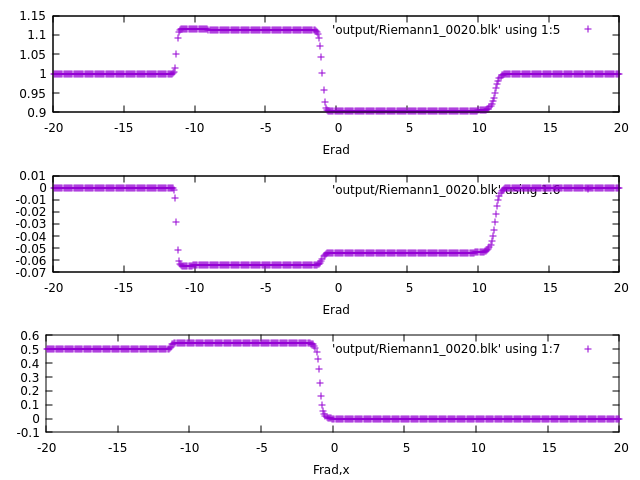 1.15
1.1
1.05
1
0.95
0.9
'output/Riemann1_0020.blk' using 1:5
-20 -15 -10 -5 0 5 10 15 20
Erad
0.01
0
-0.01
-0.02
-0.03
-0.04
-0.05
-0.06
-0.07
'output/Riemann1_0020.blk' using 1:6
-20 -15 -10 -5 0 5 10 15 20
Erad
0.6
0.5
0.4
0.3
0.2
0.1
0
-0.1
'output/Riemann1_0020.blk' using 1:7
-20 -15 -10 -5 0 5 10 15 20
Frad,x